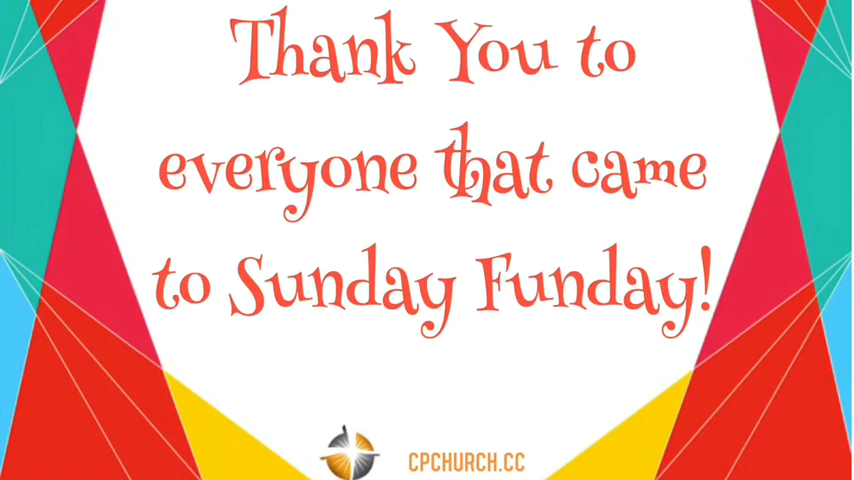 Thank You to
everyone that came
to Sunday Funday!
CPCHURCH.CC